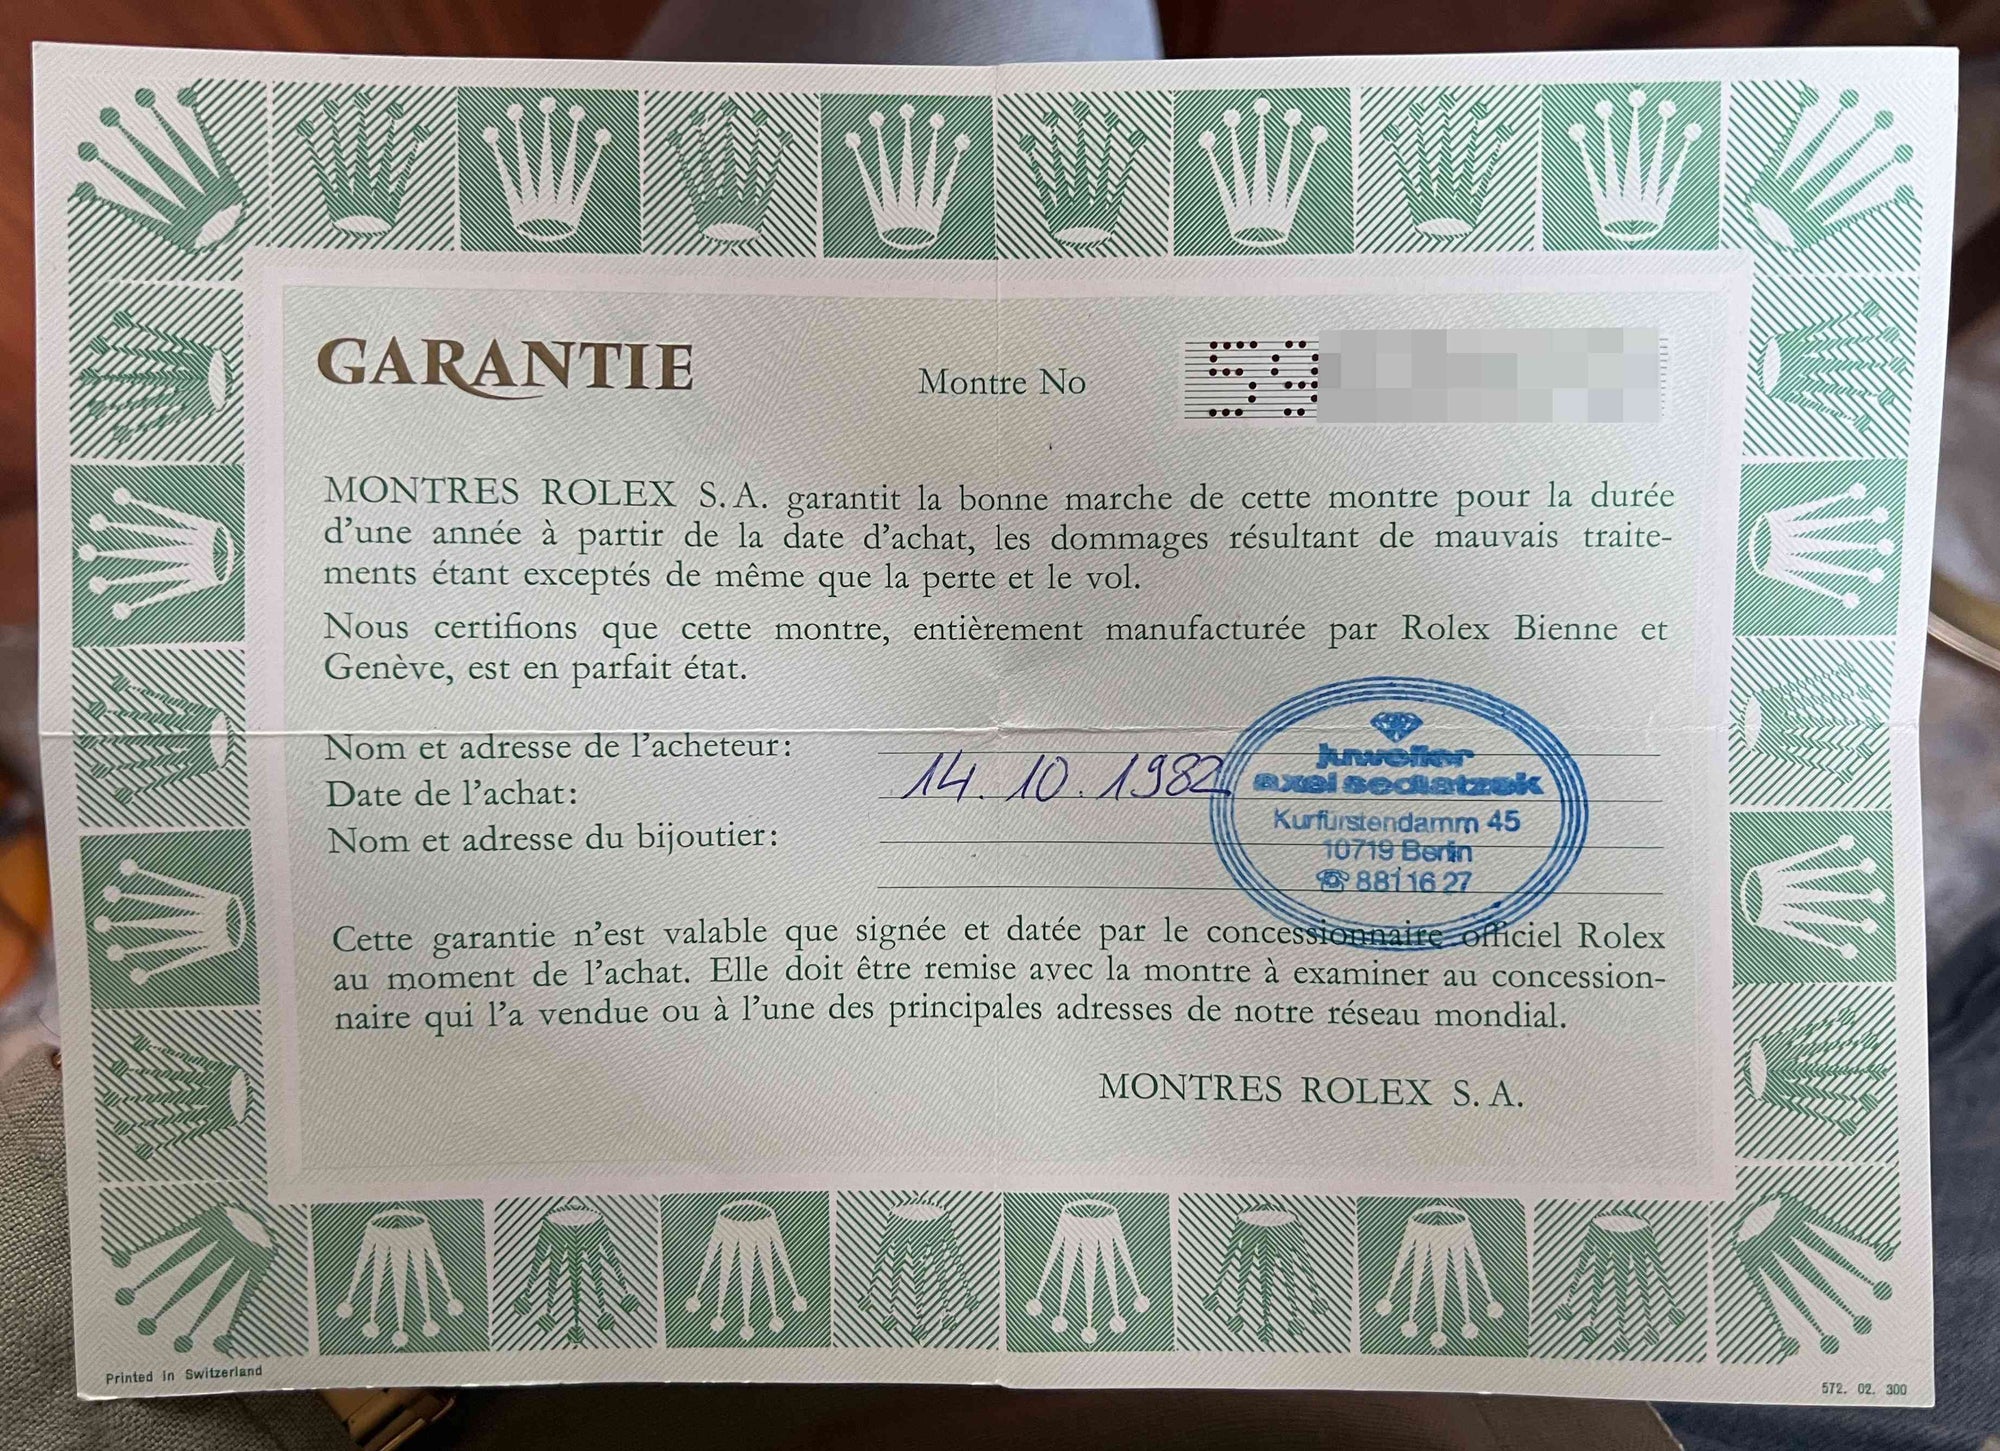 GARANTIE
Montre No 59
MONTRES ROLEX S.A. garantit la bonne marche de cette montre pour la durée
d'une année à partir de la date d'achat, les dommages résultant de mauvais traite-
ments étant exceptés de même que la perte et le vol.
Nous certifions que cette montre, entièrement manufacturée par Rolex Bienne et
Genève, est en parfait état.
Nom et adresse de l'acheteur:
Date de l'achat: 14.10.1982
Nom et adresse du bijoutier:
juwelier
axel sedlatzek
Kurfürstendamm 45
10719 Berlin
☎ 881 16 27
Cette garantie n'est valable que signée et datée par le concessionnaire officiel Rolex
au moment de l'achat. Elle doit être remise avec la montre à examiner au concession-
naire qui l'a vendue ou à l'une des principales adresses de notre réseau mondial.
MONTRES ROLEX S.A.
Printed in Switzerland
572. 02. 300